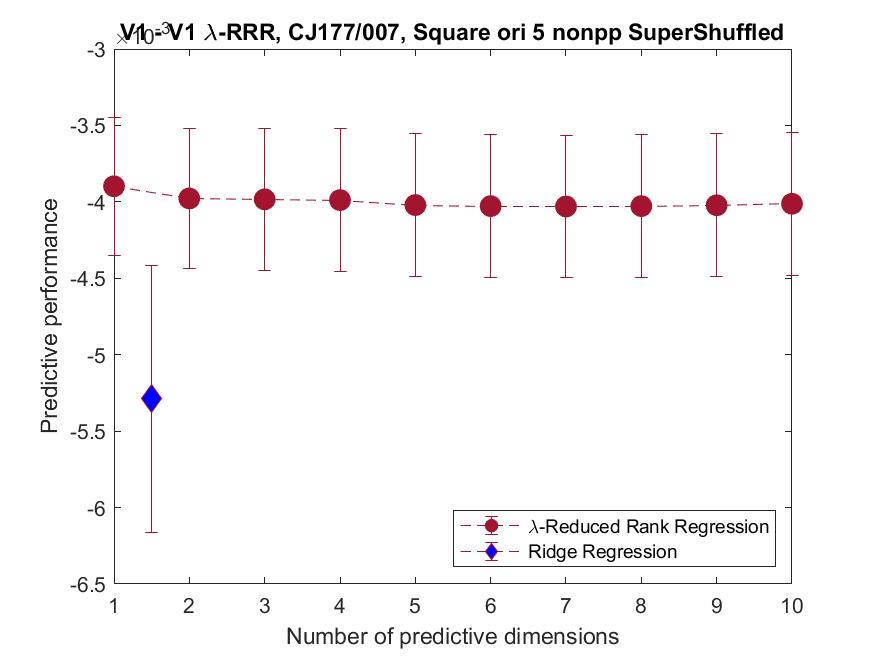 V1 - V1 λ-RRR, CJ177/007, Square ori 5 nonpp SuperShuffled
×10-3
-3
-3.5
-4
-4.5
-5
-5.5
-6
-6.5
Predictive performance
1 2 3 4 5 6 7 8 9 10
Number of predictive dimensions
λ-Reduced Rank Regression
Ridge Regression